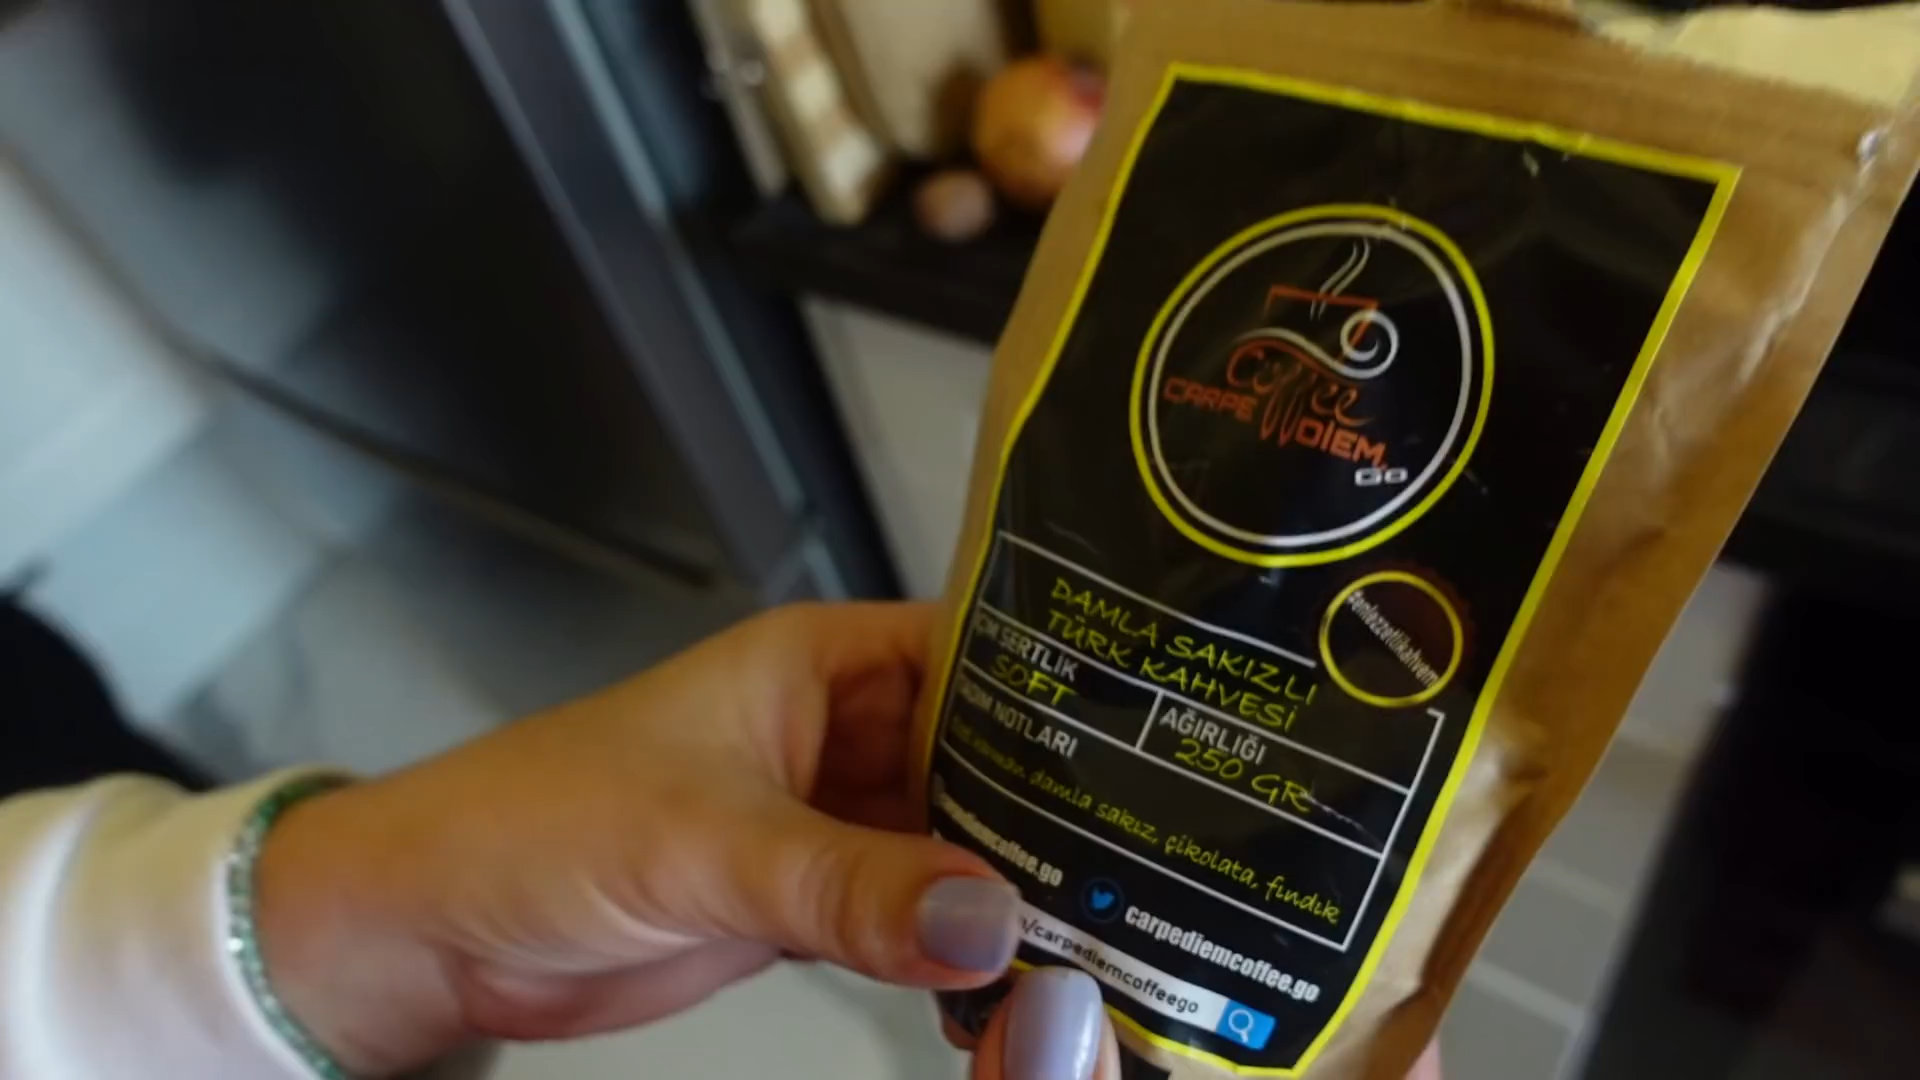 Coffee
CARPE DIEM
GO
#enlezzetlikahvem
DAMLA SAKIZLI
TÜRK KAHVESİ
SERTLİK
SOFT
AĞIRLIĞI
250 GR
NOTLARI
damla sakız, çikolata, fındık
carpediemcoffee.go
/carpediemcoffeego